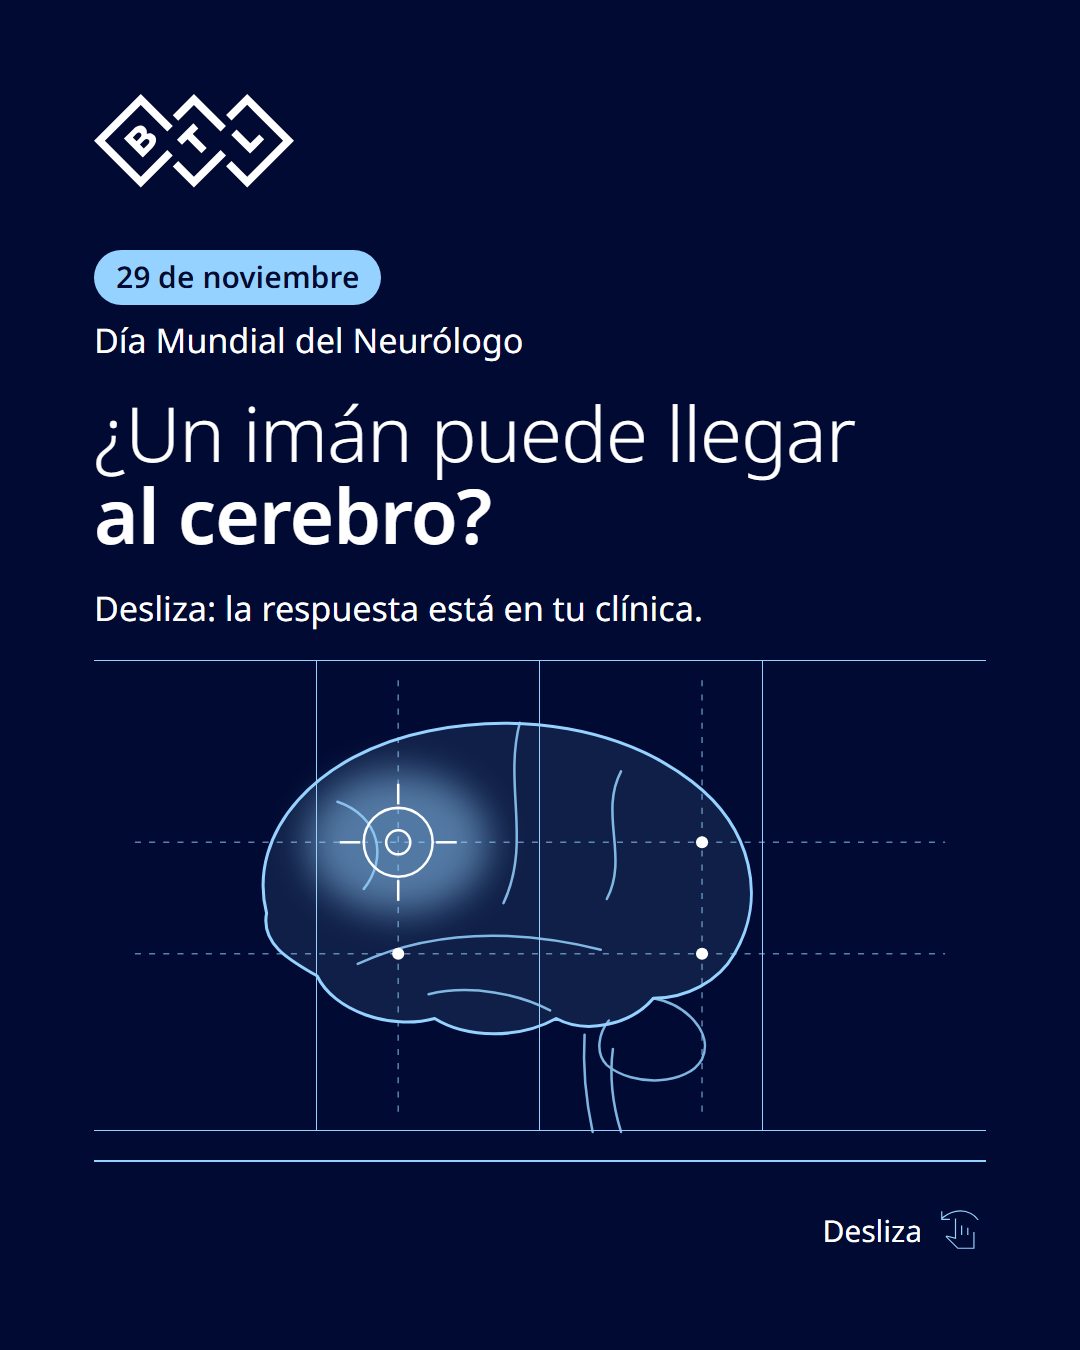 BTL
29 de noviembre
Día Mundial del Neurólogo
¿Un imán puede llegar
al cerebro?
Desliza: la respuesta está en tu clínica.
Desliza